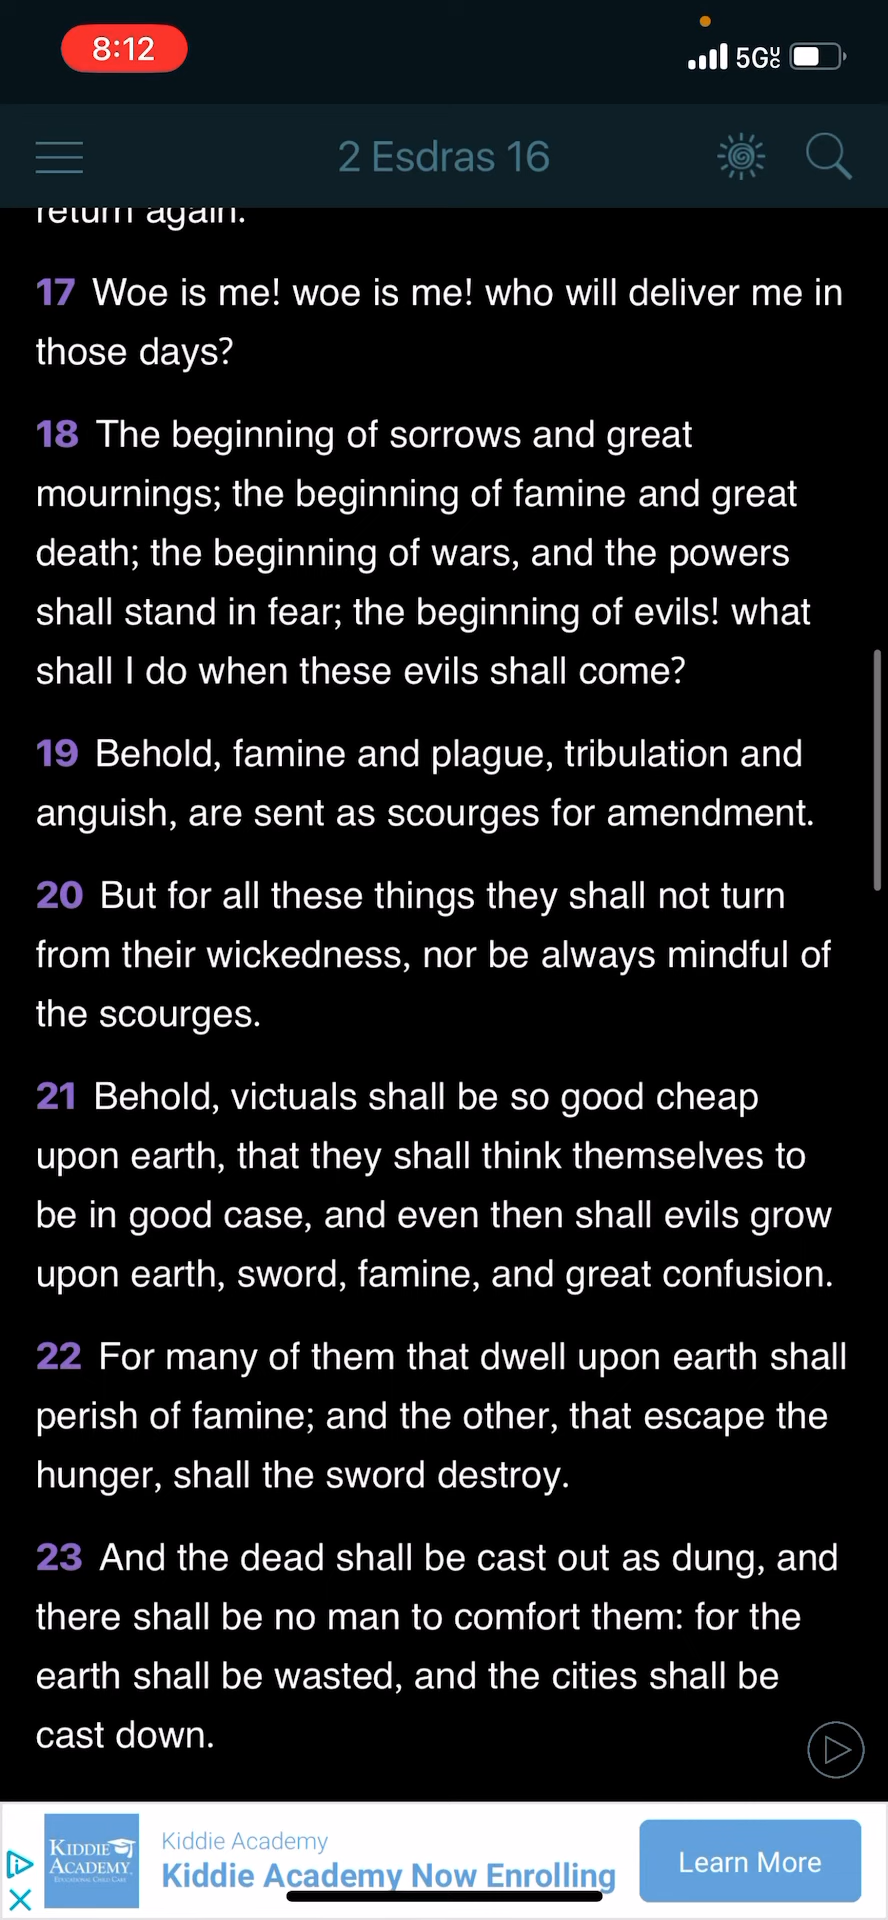 8:12
5G
2 Esdras 16
return again.
17 Woe is me! woe is me! who will deliver me in
those days?
18 The beginning of sorrows and great
mournings; the beginning of famine and great
death; the beginning of wars, and the powers
shall stand in fear; the beginning of evils! what
shall I do when these evils shall come?
19 Behold, famine and plague, tribulation and
anguish, are sent as scourges for amendment.
20 But for all these things they shall not turn
from their wickedness, nor be always mindful of
the scourges.
21 Behold, victuals shall be so good cheap
upon earth, that they shall think themselves to
be in good case, and even then shall evils grow
upon earth, sword, famine, and great confusion.
22 For many of them that dwell upon earth shall
perish of famine; and the other, that escape the
hunger, shall the sword destroy.
23 And the dead shall be cast out as dung, and
there shall be no man to comfort them: for the
earth shall be wasted, and the cities shall be
cast down.
KIDDIE
ACADEMY
EDUCATIONAL CHILD CARE
Kiddie Academy
Kiddie Academy Now Enrolling
Learn More